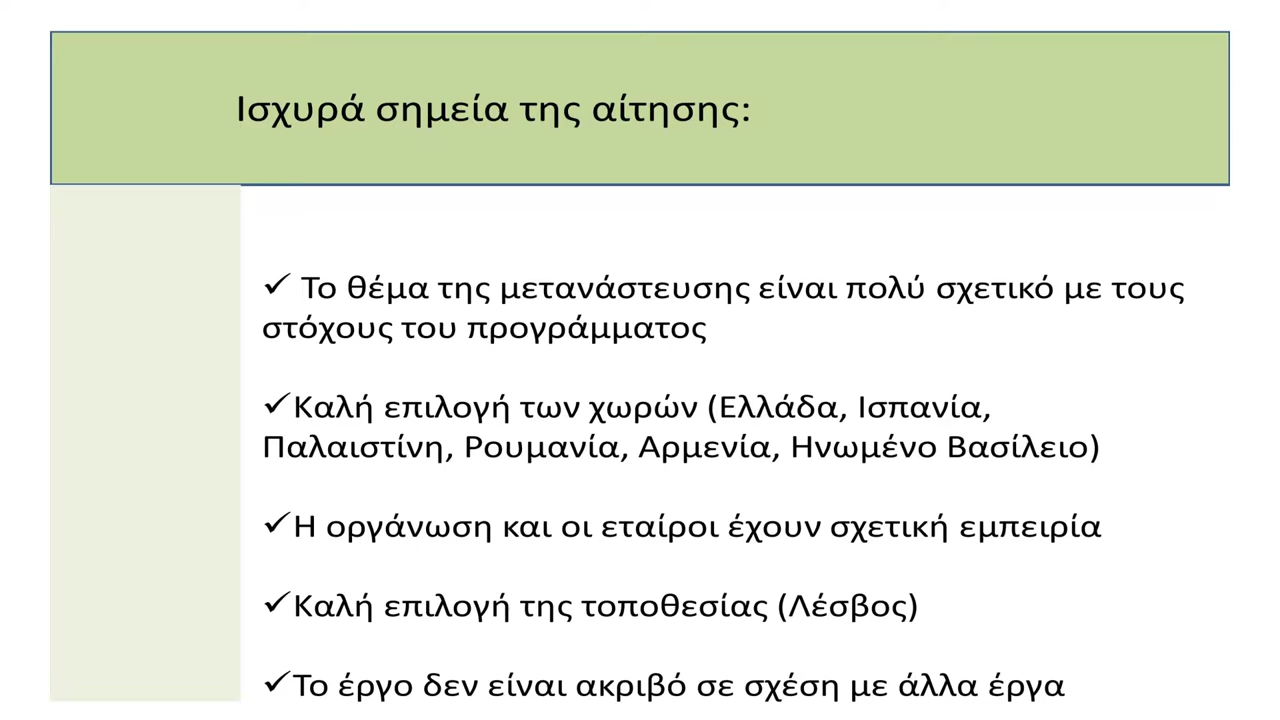 Ισχυρά σημεία της αίτησης:
✓ Το θέμα της μετανάστευσης είναι πολύ σχετικό με τους
στόχους του προγράμματος
✓Καλή επιλογή των χωρών (Ελλάδα, Ισπανία,
Παλαιστίνη, Ρουμανία, Αρμενία, Ηνωμένο Βασίλειο)
✓Η οργάνωση και οι εταίροι έχουν σχετική εμπειρία
✓Καλή επιλογή της τοποθεσίας (Λέσβος)
✓Το έργο δεν είναι ακριβό σε σχέση με άλλα έργα